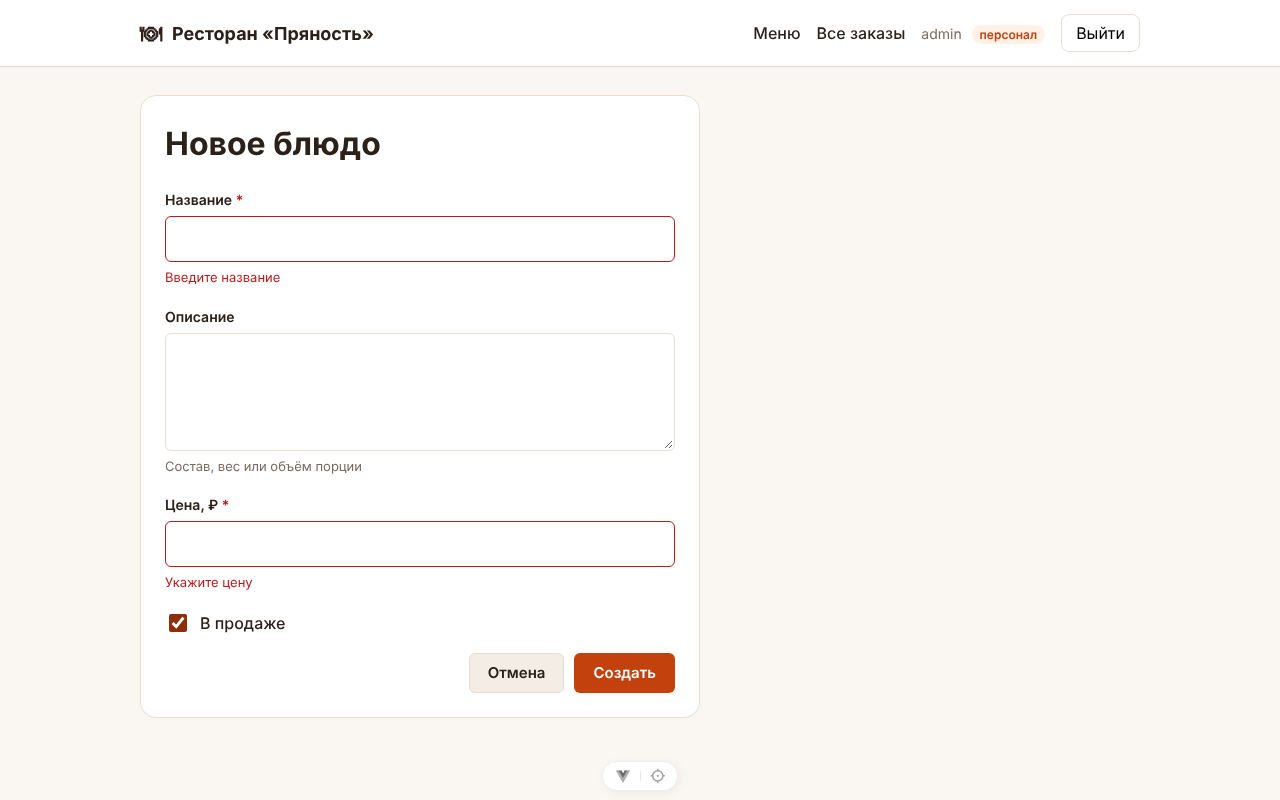 Ресторан «Пряность»
Меню Все заказы admin персонал Выйти
Новое блюдо
Название *
Введите название
Описание
Состав, вес или объём порции
Цена, ₽ *
Укажите цену
В продаже
Отмена Создать